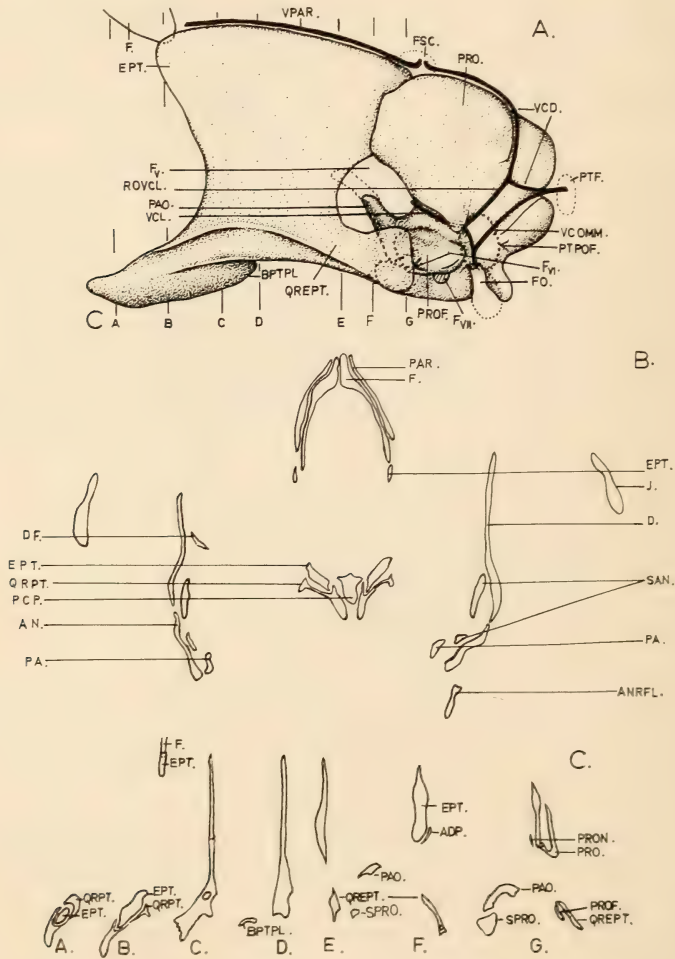 VPAR.
A.
F.
FSC.
PRO.
EPT.
VCD.
FV.
PTF.
ROVCL.
PAO.
VCL.
VCOMM.
PTPOF.
BPTPL
QREPT.
FVI.
FO.
PROF.
FVII.
C A B C D E F G
B.
PAR.
F.
EPT.
J.
DF.
D.
EPT.
QRPT.
SAN.
PCP.
AN.
PA.
PA.
ANRFL.
F.
EPT.
C.
EPT.
ADP.
PRON.
PRO.
PAO.
QRPT.
EPT.
EPT.
QRPT.
QREPT.
SPRO.
PAO.
PROF.
SPRO.
QREPT.
BPTPL.
A. B. C. D. E. F. G.